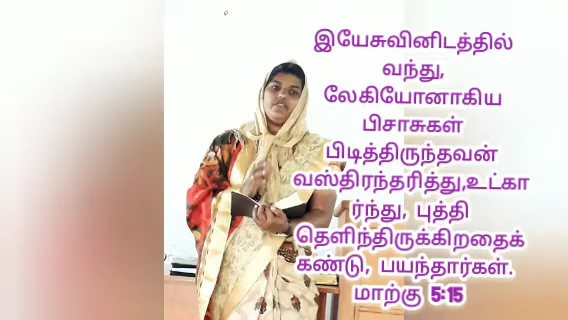 இயேசுவினிடத்தில்
வந்து,
லேகியோனாகிய
பிசாசுகள்
பிடித்திருந்தவன்
வஸ்திரந்தரித்து,உட்கா
ர்ந்து, புத்தி
தெளிந்திருக்கிறதைக்
கண்டு, பயந்தார்கள்.
மாற்கு 5:15